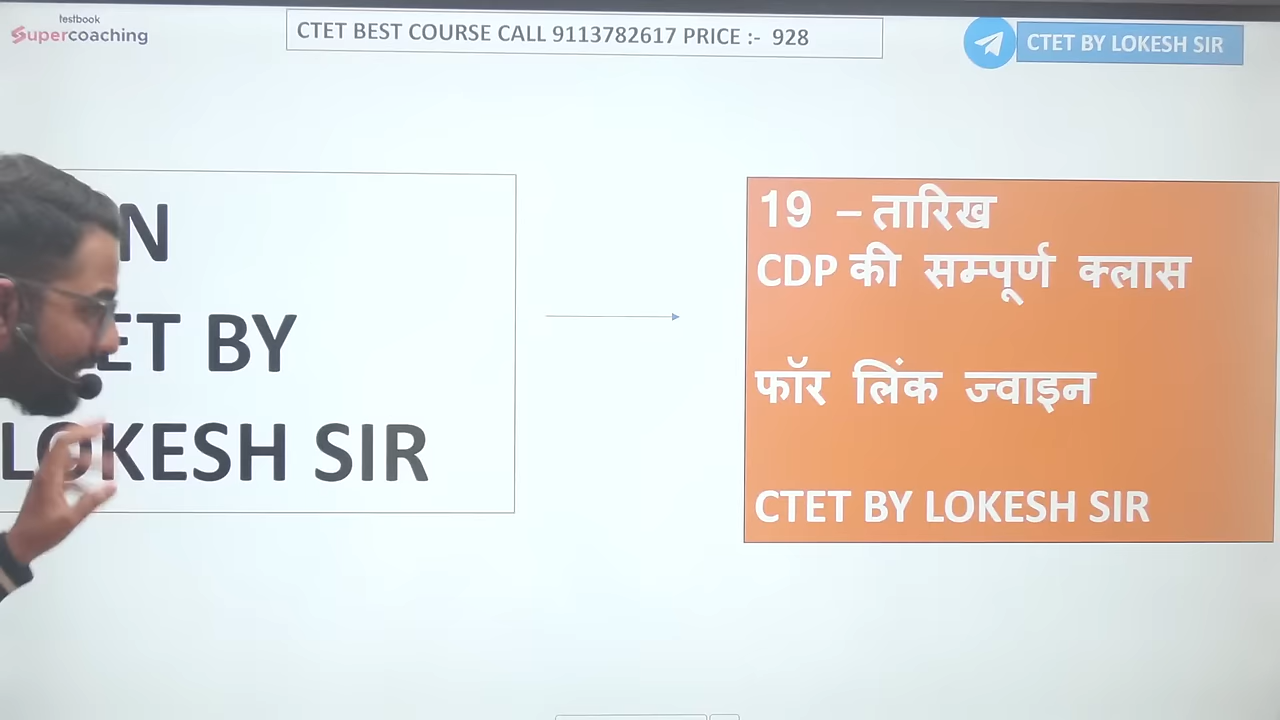 testbook
Supercoaching
CTET BEST COURSE CALL 9113782617 PRICE :- 928
CTET BY LOKESH SIR
BY
LOKESH SIR
19 – तारिख
CDP की सम्पूर्ण क्लास
फॉर लिंक ज्वाइन
CTET BY LOKESH SIR